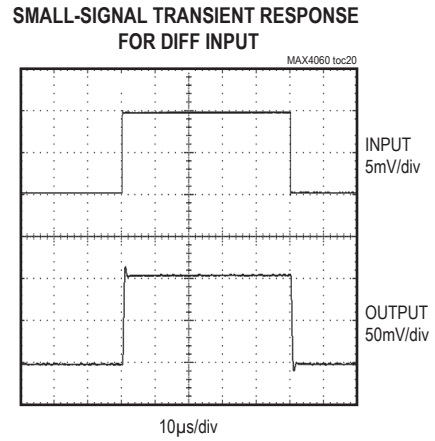 SMALL-SIGNAL TRANSIENT RESPONSE
FOR DIFF INPUT
MAX4060 toc20
INPUT
5mV/div
OUTPUT
50mV/div
10µs/div